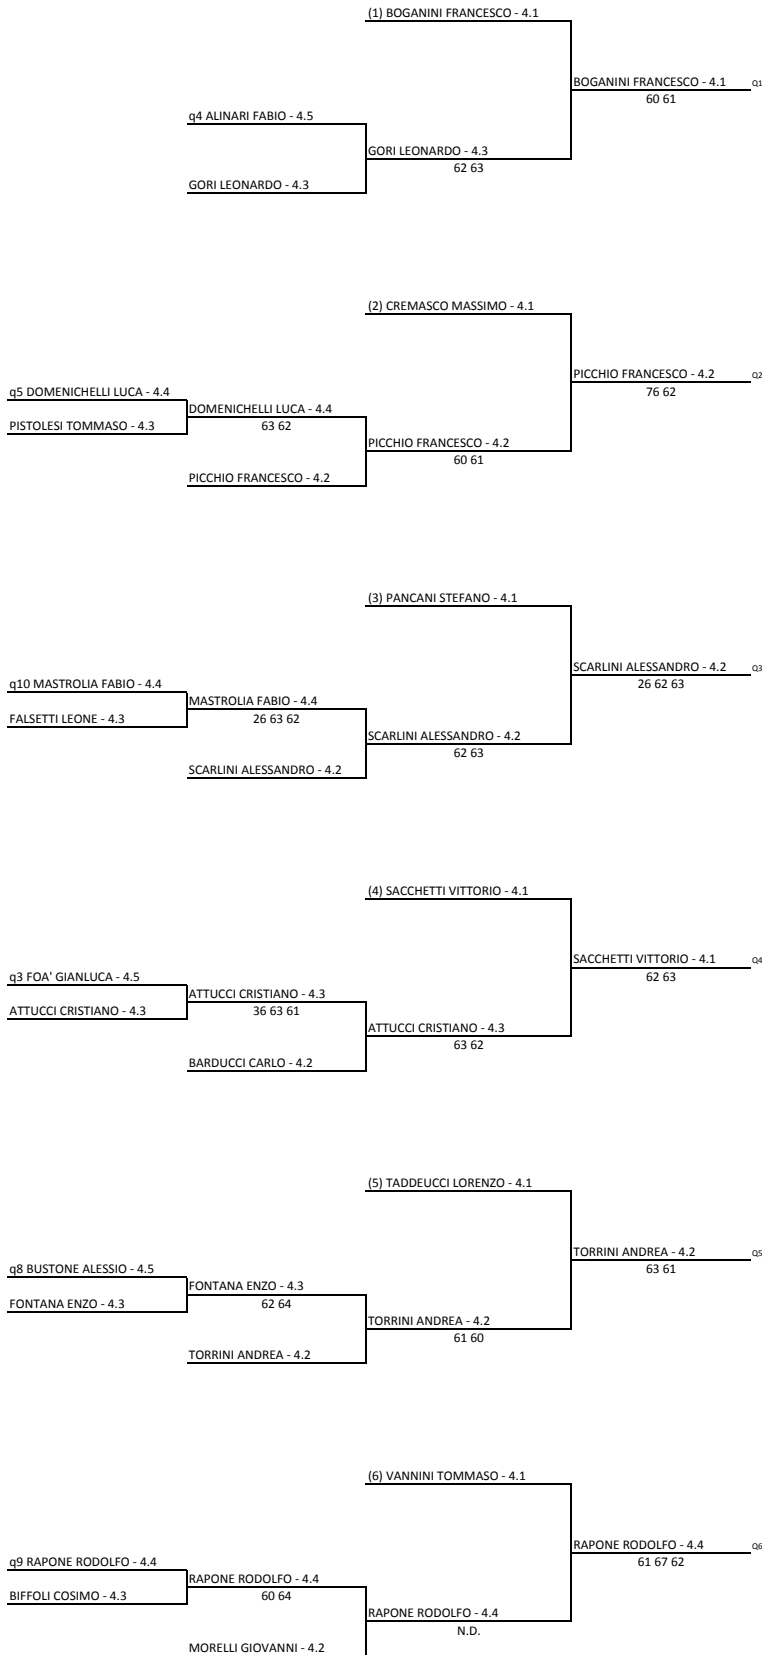 (1) BOGANINI FRANCESCO - 4.1
BOGANINI FRANCESCO - 4.1 Q1
60 61
q4 ALINARI FABIO - 4.5
GORI LEONARDO - 4.3
62 63
GORI LEONARDO - 4.3
(2) CREMASCO MASSIMO - 4.1
PICCHIO FRANCESCO - 4.2 Q2
76 62
q5 DOMENICHELLI LUCA - 4.4
DOMENICHELLI LUCA - 4.4
63 62
PISTOLESI TOMMASO - 4.3
PICCHIO FRANCESCO - 4.2
60 61
PICCHIO FRANCESCO - 4.2
(3) PANCANI STEFANO - 4.1
SCARLINI ALESSANDRO - 4.2 Q3
26 62 63
q10 MASTROLIA FABIO - 4.4
MASTROLIA FABIO - 4.4
26 63 62
FALSETTI LEONE - 4.3
SCARLINI ALESSANDRO - 4.2
62 63
SCARLINI ALESSANDRO - 4.2
(4) SACCHETTI VITTORIO - 4.1
SACCHETTI VITTORIO - 4.1 Q4
62 63
q3 FOA' GIANLUCA - 4.5
ATTUCCI CRISTIANO - 4.3
36 63 61
ATTUCCI CRISTIANO - 4.3
ATTUCCI CRISTIANO - 4.3
63 62
BARDUCCI CARLO - 4.2
(5) TADDEUCCI LORENZO - 4.1
TORRINI ANDREA - 4.2 Q5
63 61
q8 BUSTONE ALESSIO - 4.5
FONTANA ENZO - 4.3
62 64
FONTANA ENZO - 4.3
TORRINI ANDREA - 4.2
61 60
TORRINI ANDREA - 4.2
(6) VANNINI TOMMASO - 4.1
RAPONE RODOLFO - 4.4 Q6
61 67 62
q9 RAPONE RODOLFO - 4.4
RAPONE RODOLFO - 4.4
60 64
BIFFOLI COSIMO - 4.3
RAPONE RODOLFO - 4.4
N.D.
MORELLI GIOVANNI - 4.2